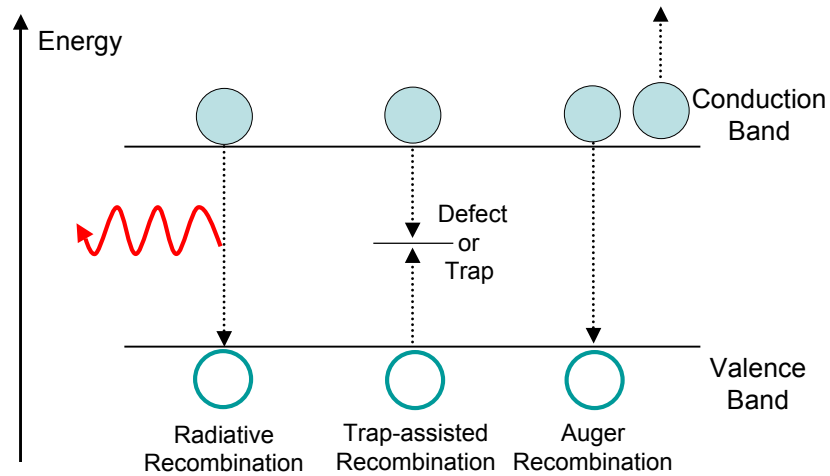 Energy
Conduction
Band
Defect
or
Trap
Valence
Band
Radiative
Recombination
Trap-assisted
Recombination
Auger
Recombination